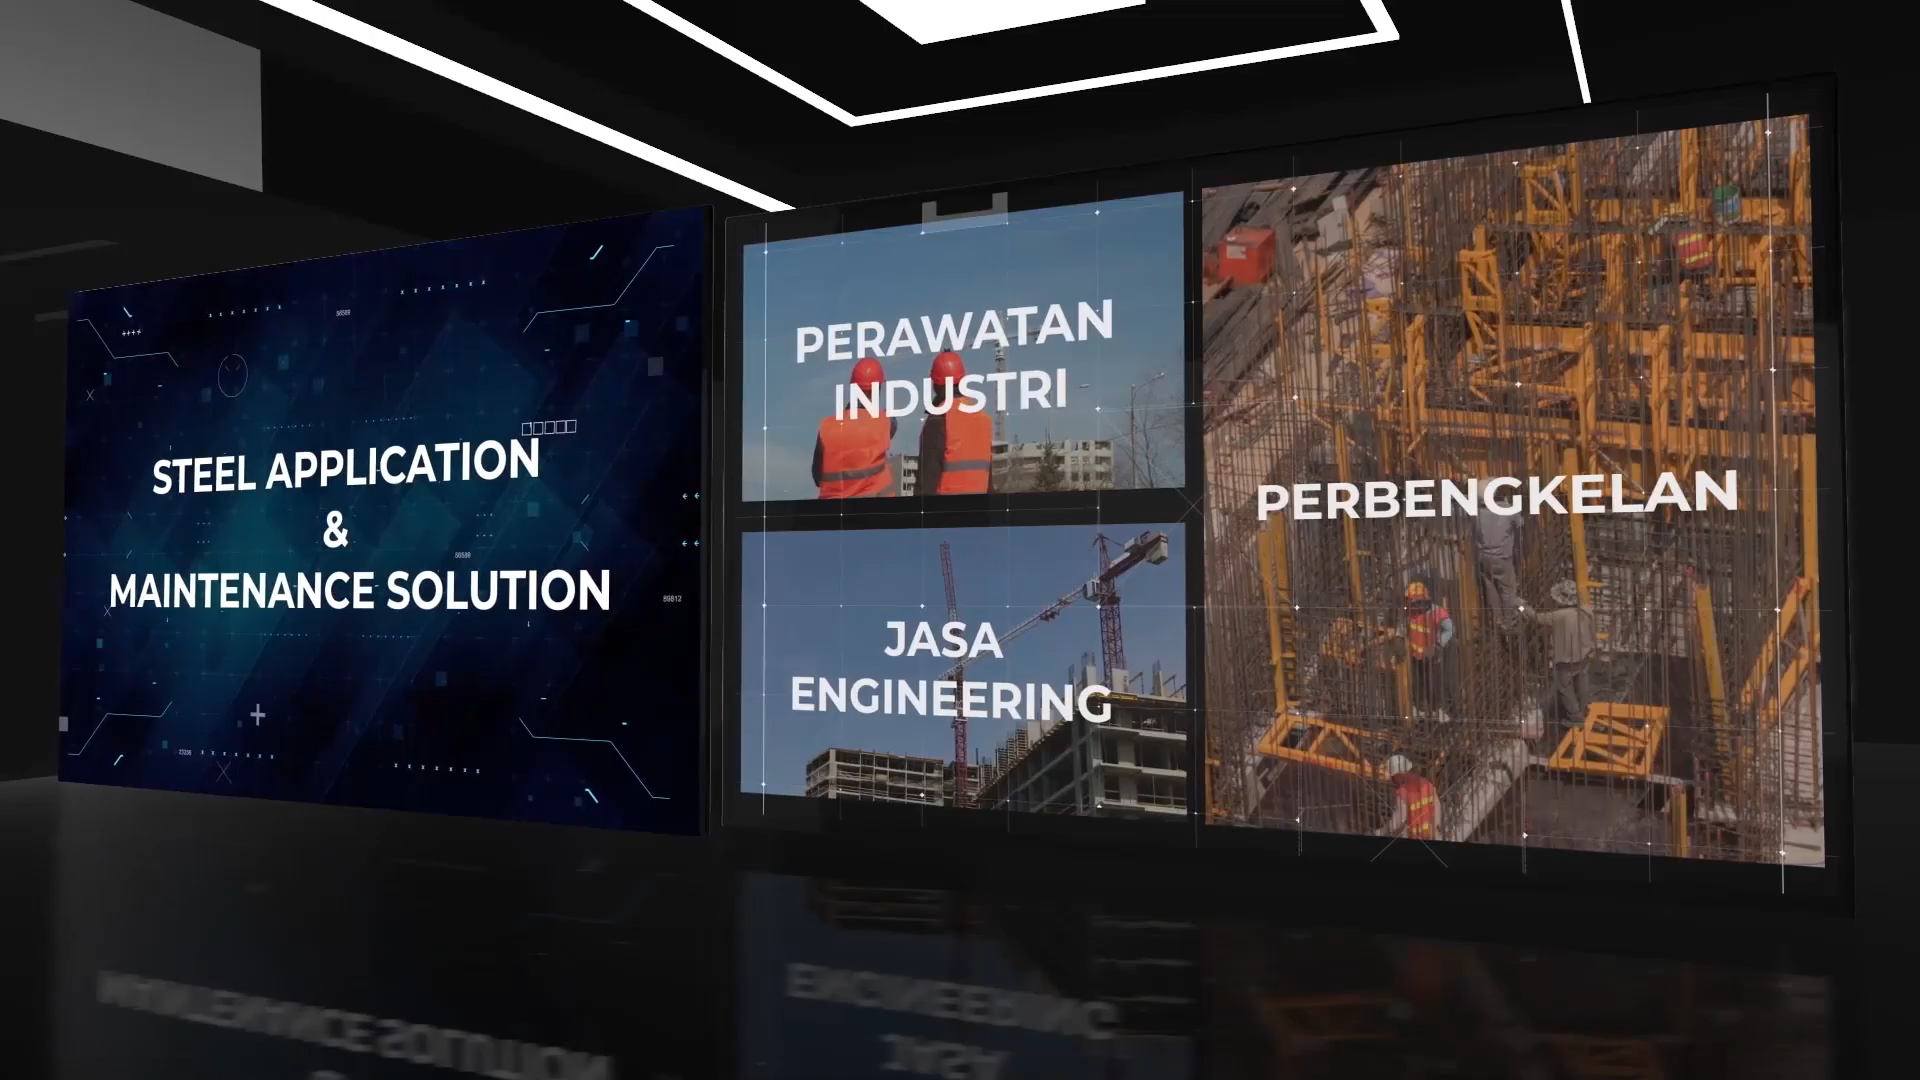 STEEL APPLICATION
&
MAINTENANCE SOLUTION
PERAWATAN
INDUSTRI
JASA
ENGINEERING
PERBENGKELAN